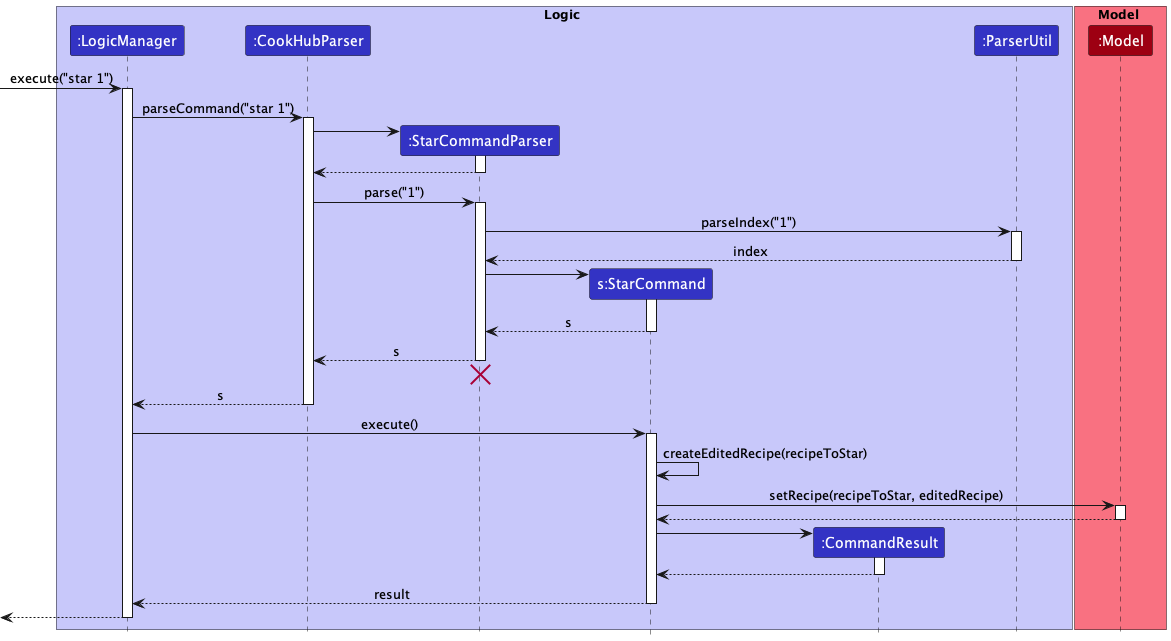 Logic
Model
:LogicManager
:CookHubParser
:ParserUtil
:Model
execute("star 1")
parseCommand("star 1")
:StarCommandParser
parse("1")
parseIndex("1")
index
s:StarCommand
s
s
s
execute()
createEditedRecipe(recipeToStar)
setRecipe(recipeToStar, editedRecipe)
:CommandResult
result